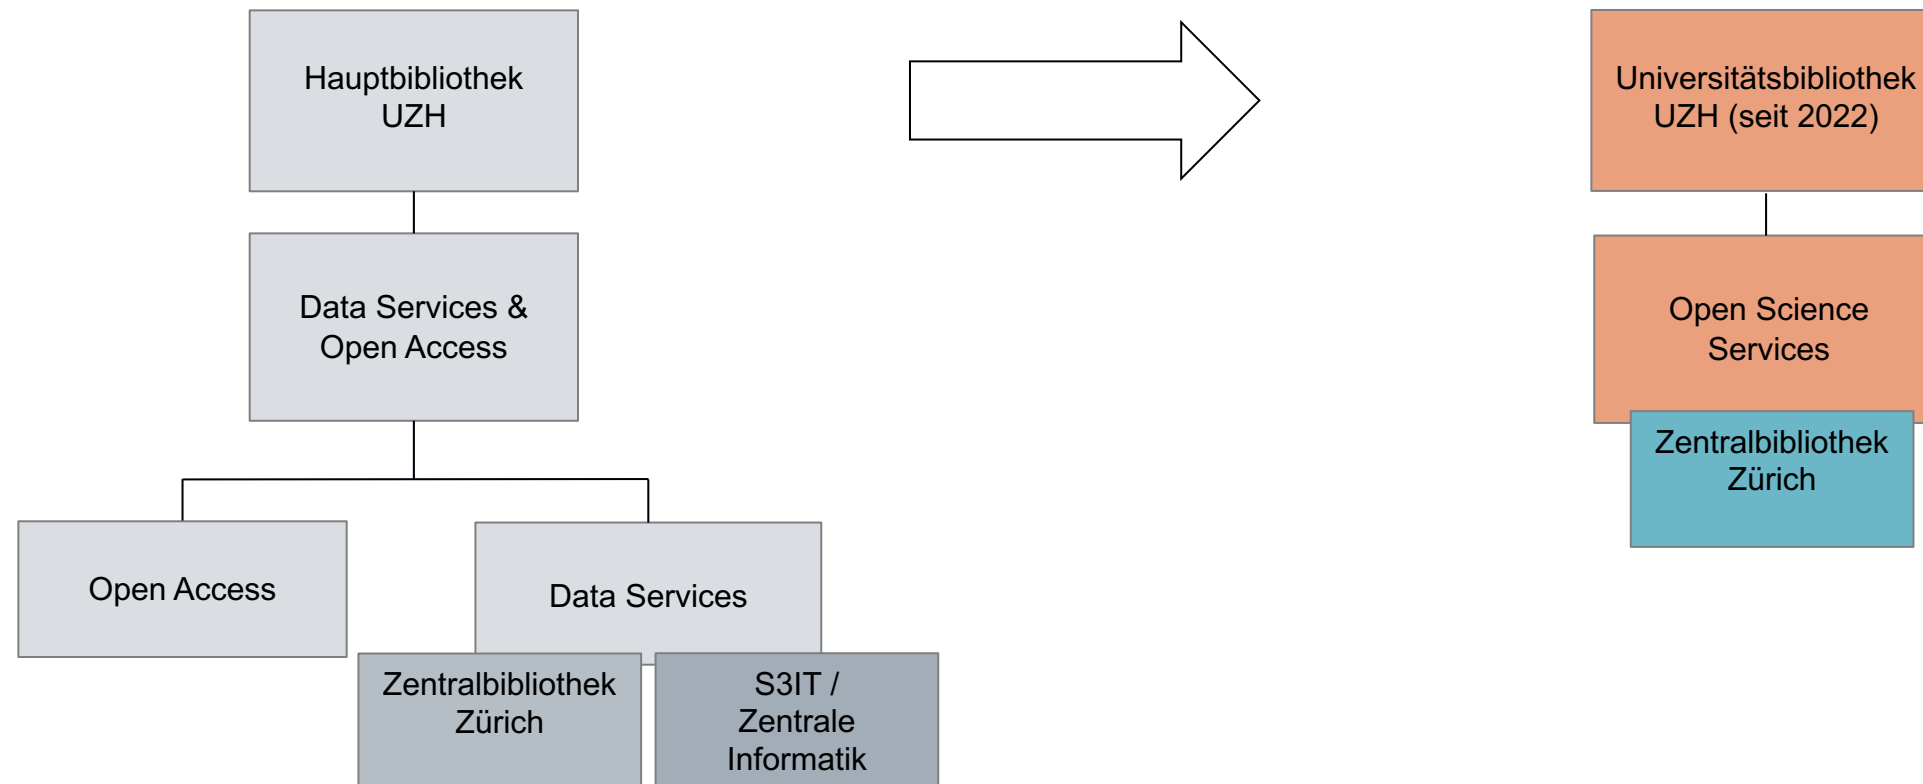 Hauptbibliothek
UZH
Data Services &
Open Access
Open Access
Data Services
Zentralbibliothek
Zürich
S3IT /
Zentrale
Informatik
Universitätsbibliothek
UZH (seit 2022)
Open Science
Services
Zentralbibliothek
Zürich